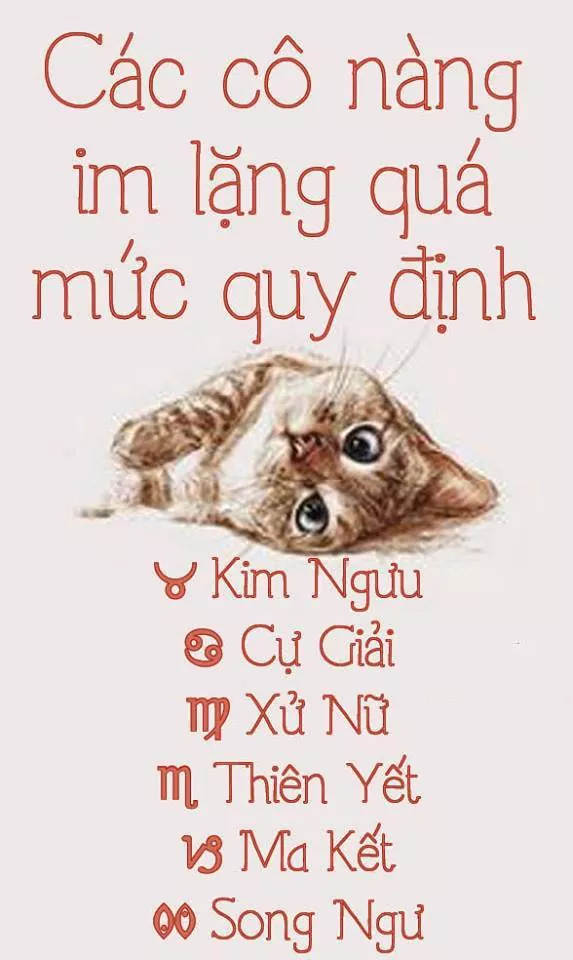 Các cô nàng
im lặng quá
mức quy định
♉ Kim Ngưu
♋ Cự Giải
♍ Xử Nữ
♏ Thiên Yết
♑ Ma Kết
Song Ngư